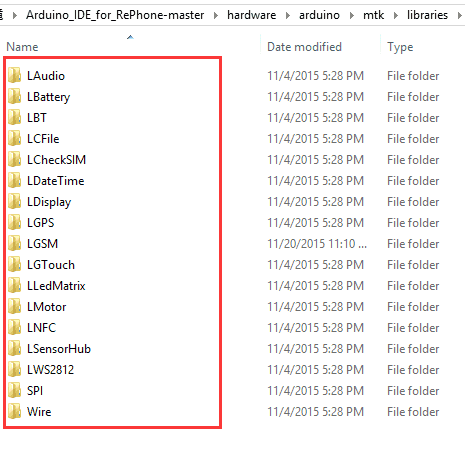 Arduino_IDE_for_RePhone-master ▸ hardware ▸ arduino ▸ mtk ▸ libraries ▸
Name Date modified Type
LAudio 11/4/2015 5:28 PM File folder
LBattery 11/4/2015 5:28 PM File folder
LBT 11/4/2015 5:28 PM File folder
LCFile 11/4/2015 5:28 PM File folder
LCheckSIM 11/4/2015 5:28 PM File folder
LDateTime 11/4/2015 5:28 PM File folder
LDisplay 11/4/2015 5:28 PM File folder
LGPS 11/4/2015 5:28 PM File folder
LGSM 11/20/2015 11:10 ... File folder
LGTouch 11/4/2015 5:28 PM File folder
LLedMatrix 11/4/2015 5:28 PM File folder
LMotor 11/4/2015 5:28 PM File folder
LNFC 11/4/2015 5:28 PM File folder
LSensorHub 11/4/2015 5:28 PM File folder
LWS2812 11/4/2015 5:28 PM File folder
SPI 11/4/2015 5:28 PM File folder
Wire 11/4/2015 5:28 PM File folder